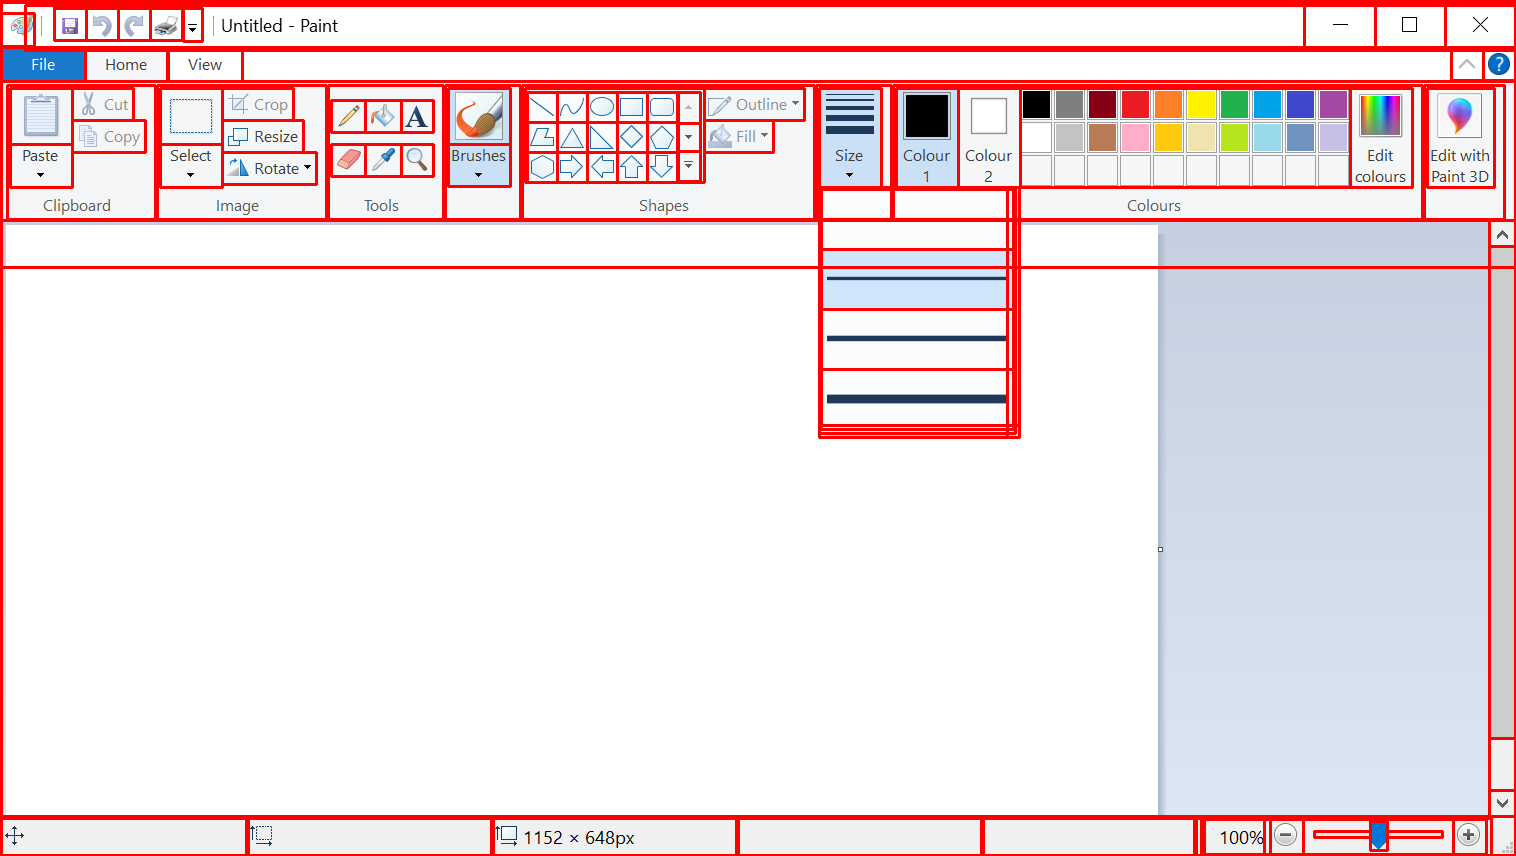 Untitled - Paint
File Home View
Paste Cut Copy
Select Crop Resize Rotate
A
Brushes
Outline Fill
Size
Colour 1
Colour 2
Edit colours
Edit with Paint 3D
Clipboard Image Tools Shapes Colours
1152 × 648px
100%